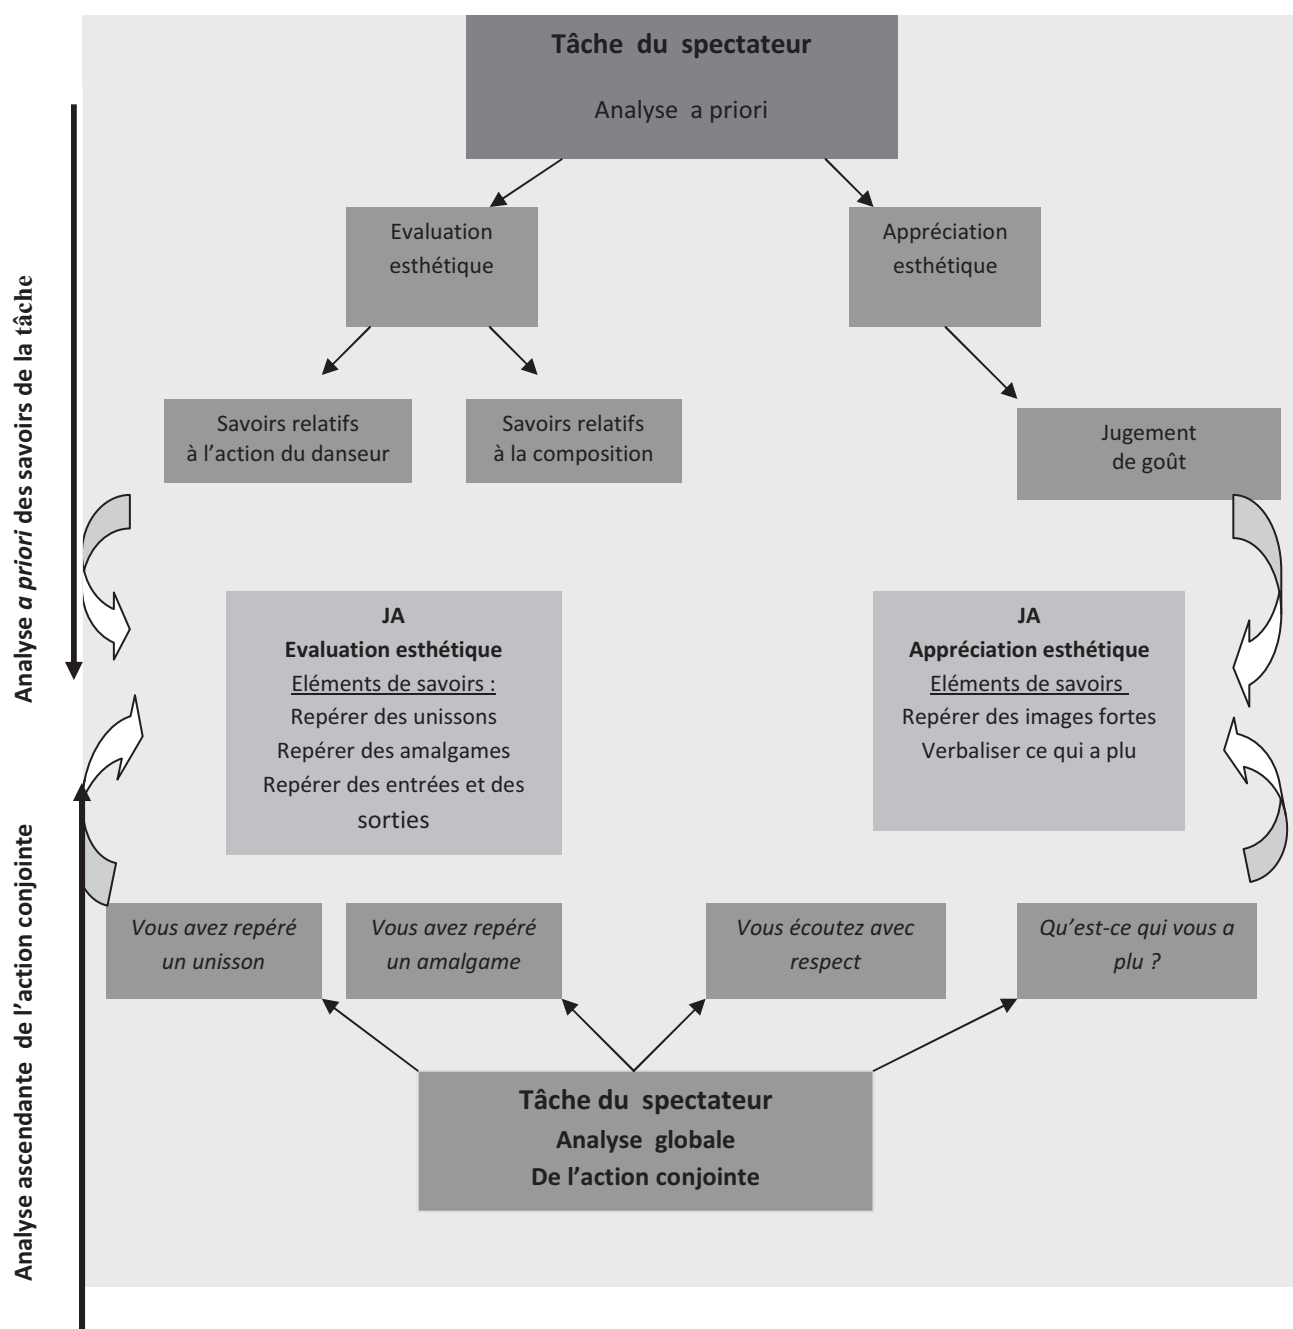 Tâche du spectateur
Analyse a priori
Evaluation
esthétique
Appréciation
esthétique
Savoirs relatifs
à l'action du danseur
Savoirs relatifs
à la composition
Jugement
de goût
Analyse a priori des savoirs de la tâche
JA
Evaluation esthétique
Eléments de savoirs :
Repérer des unissons
Repérer des amalgames
Repérer des entrées et des
sorties
JA
Appréciation esthétique
Eléments de savoirs
Repérer des images fortes
Verbaliser ce qui a plu
Analyse ascendante de l'action conjointe
Vous avez repéré
un unisson
Vous avez repéré
un amalgame
Vous écoutez avec
respect
Qu'est-ce qui vous a
plu ?
Tâche du spectateur
Analyse globale
De l'action conjointe